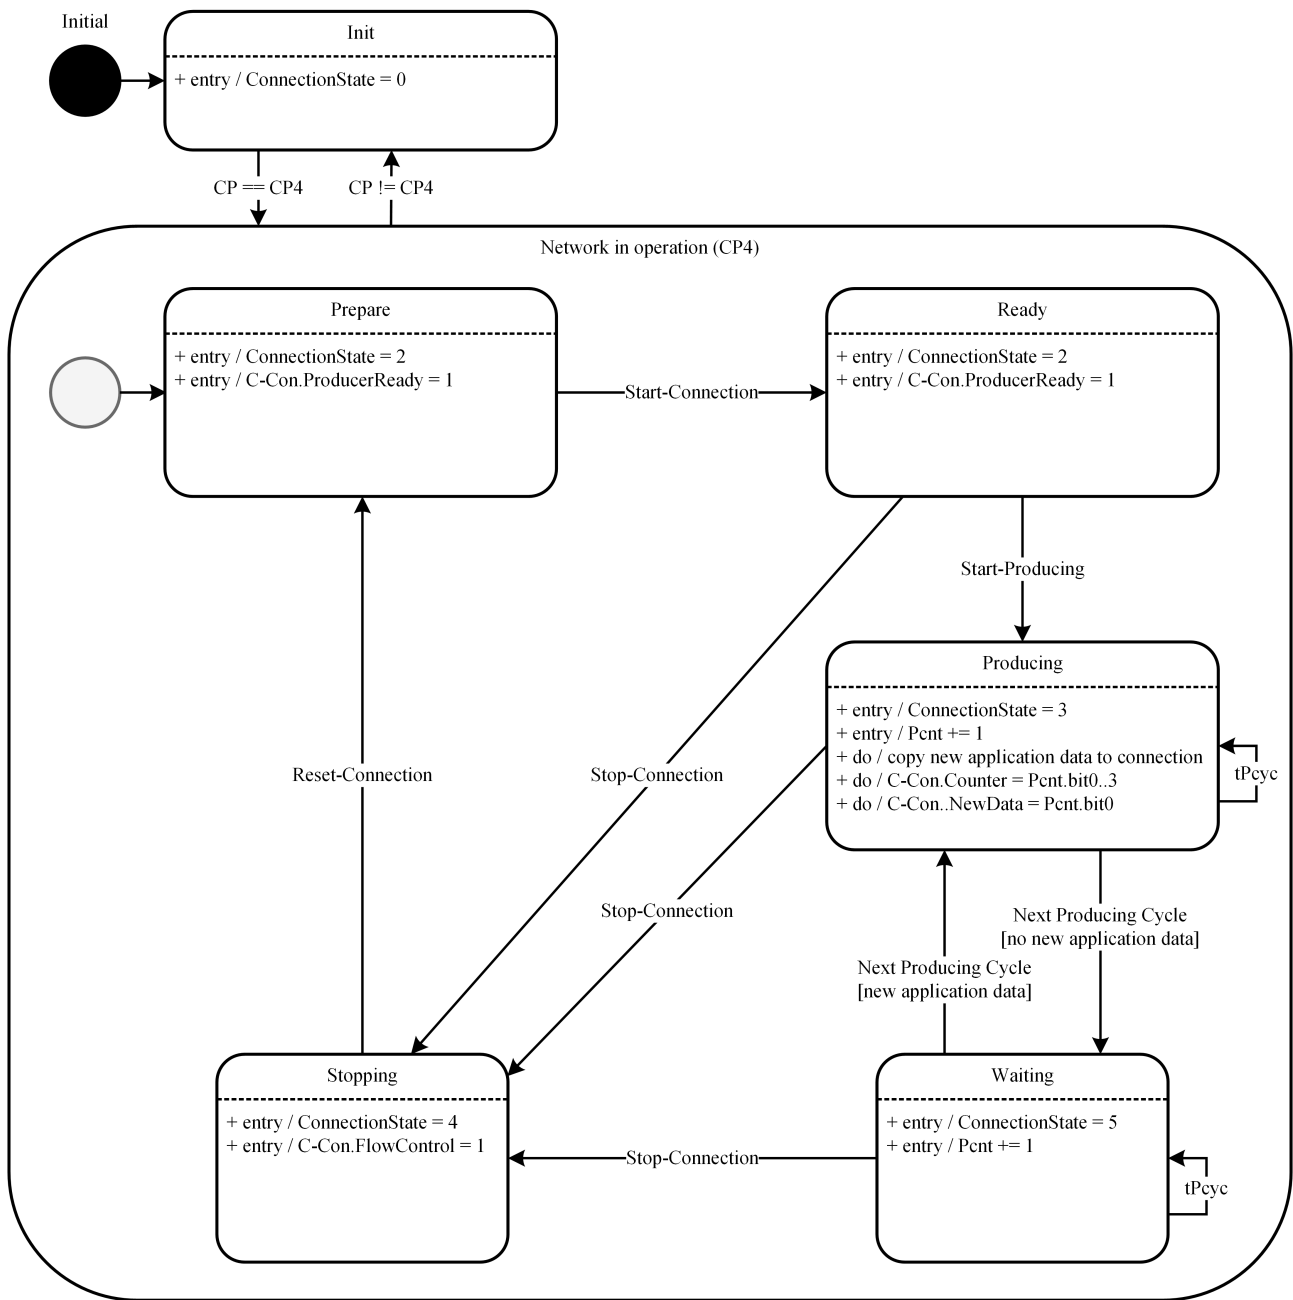 Initial
Init
+ entry / ConnectionState = 0
CP == CP4
CP != CP4
Network in operation (CP4)
Prepare
+ entry / ConnectionState = 2
+ entry / C-Con.ProducerReady = 1
Start-Connection
Ready
+ entry / ConnectionState = 2
+ entry / C-Con.ProducerReady = 1
Start-Producing
Producing
+ entry / ConnectionState = 3
+ entry / Pcnt += 1
+ do / copy new application data to connection
+ do / C-Con.Counter = Pcnt.bit0..3
+ do / C-Con..NewData = Pcnt.bit0
tPcyc
Reset-Connection
Stop-Connection
Stop-Connection
Next Producing Cycle
[no new application data]
Next Producing Cycle
[new application data]
Stopping
+ entry / ConnectionState = 4
+ entry / C-Con.FlowControl = 1
Stop-Connection
Waiting
+ entry / ConnectionState = 5
+ entry / Pcnt += 1
tPcyc